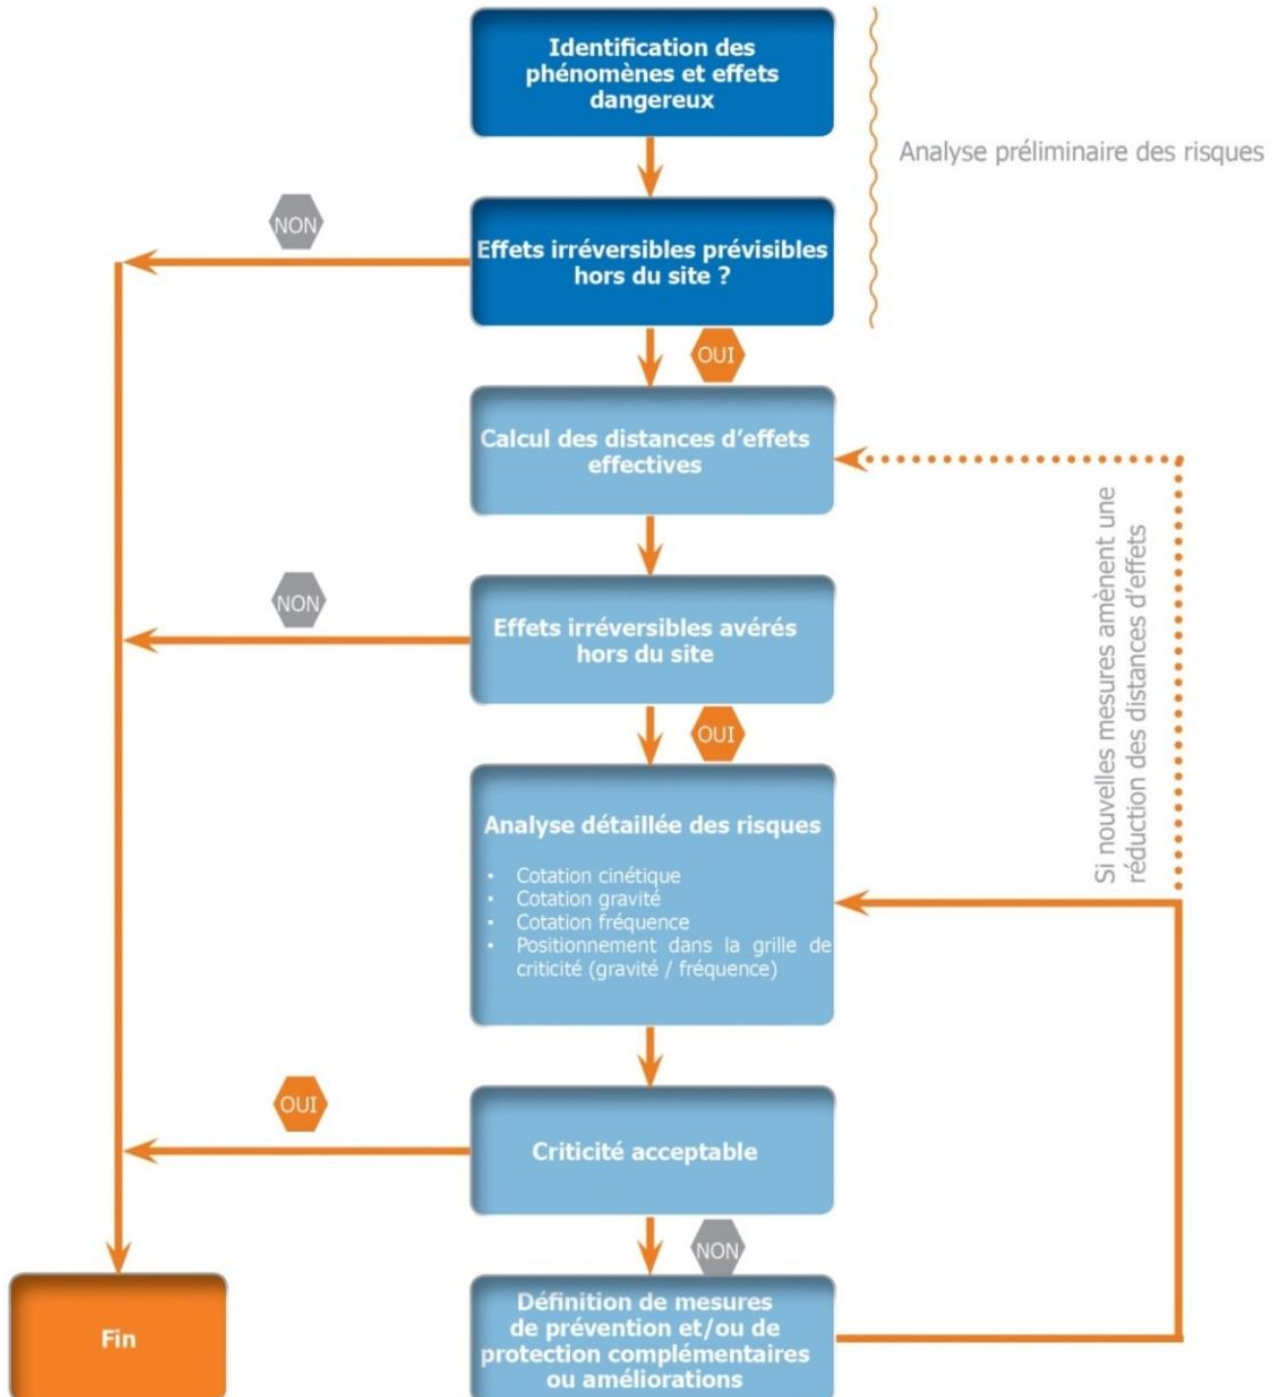 Identification des
phénomènes et effets
dangereux
Analyse préliminaire des risques
NON
Effets irréversibles prévisibles
hors du site ?
OUI
Calcul des distances d'effets
effectives
Si nouvelles mesures amènent une
réduction des distances d'effets
NON
Effets irréversibles avérés
hors du site
OUI
Analyse détaillée des risques
▪ Cotation cinétique
▪ Cotation gravité
▪ Cotation fréquence
▪ Positionnement dans la grille de
criticité (gravité / fréquence)
OUI
Criticité acceptable
NON
Fin
Définition de mesures
de prévention et/ou de
protection complémentaires
ou améliorations